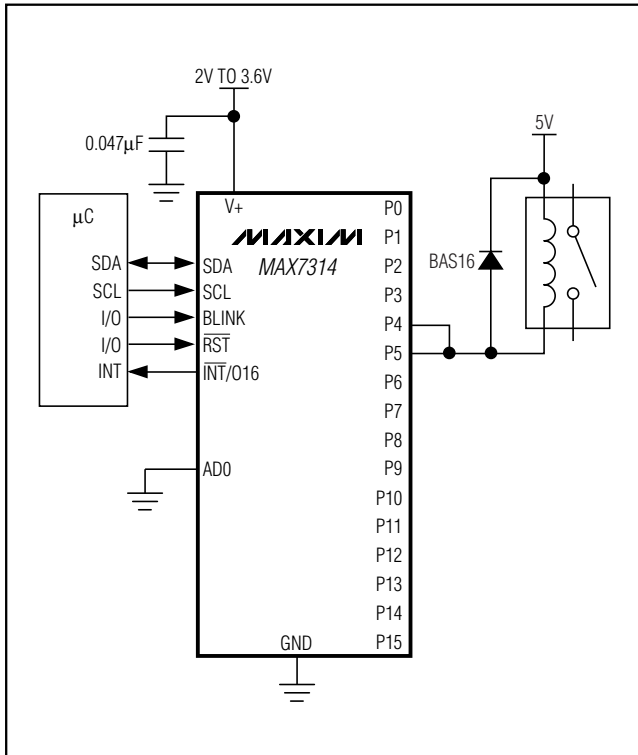 2V TO 3.6V
0.047μF
5V
μC
V+
MAXIM
MAX7314
SDA
SCL
I/O
I/O
INT
SDA
SCL
BLINK
RST
INT/O16
AD0
GND
P0
P1
P2
P3
P4
P5
P6
P7
P8
P9
P10
P11
P12
P13
P14
P15
BAS16